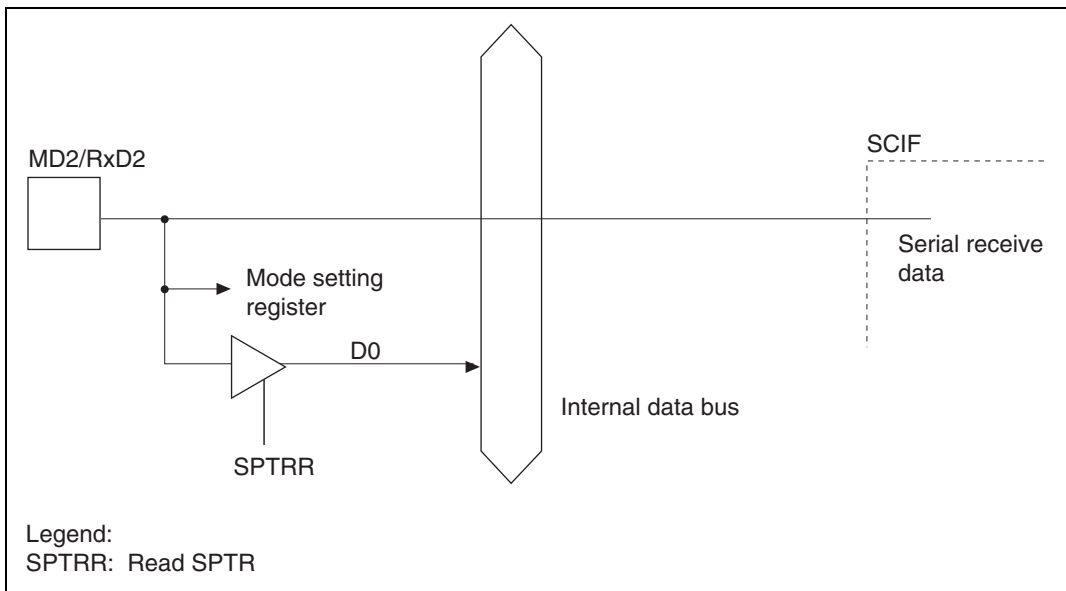 MD2/RxD2
SCIF
Serial receive
data
Mode setting
register
D0
Internal data bus
SPTRR
Legend:
SPTRR: Read SPTR